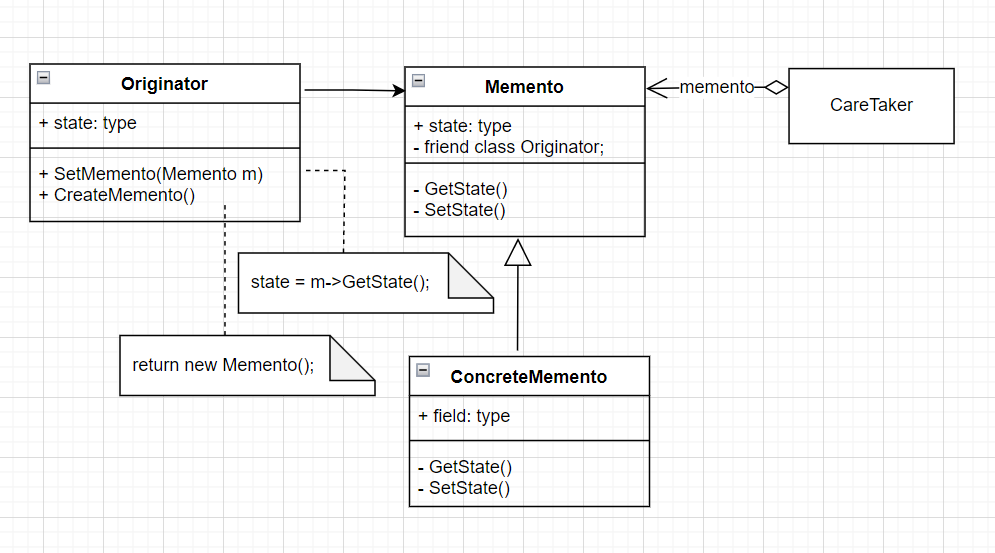 Originator
+ state: type
+ SetMemento(Memento m)
+ CreateMemento()
Memento
+ state: type
- friend class Originator;
- GetState()
- SetState()
memento
CareTaker
state = m->GetState();
return new Memento();
ConcreteMemento
+ field: type
- GetState()
- SetState()